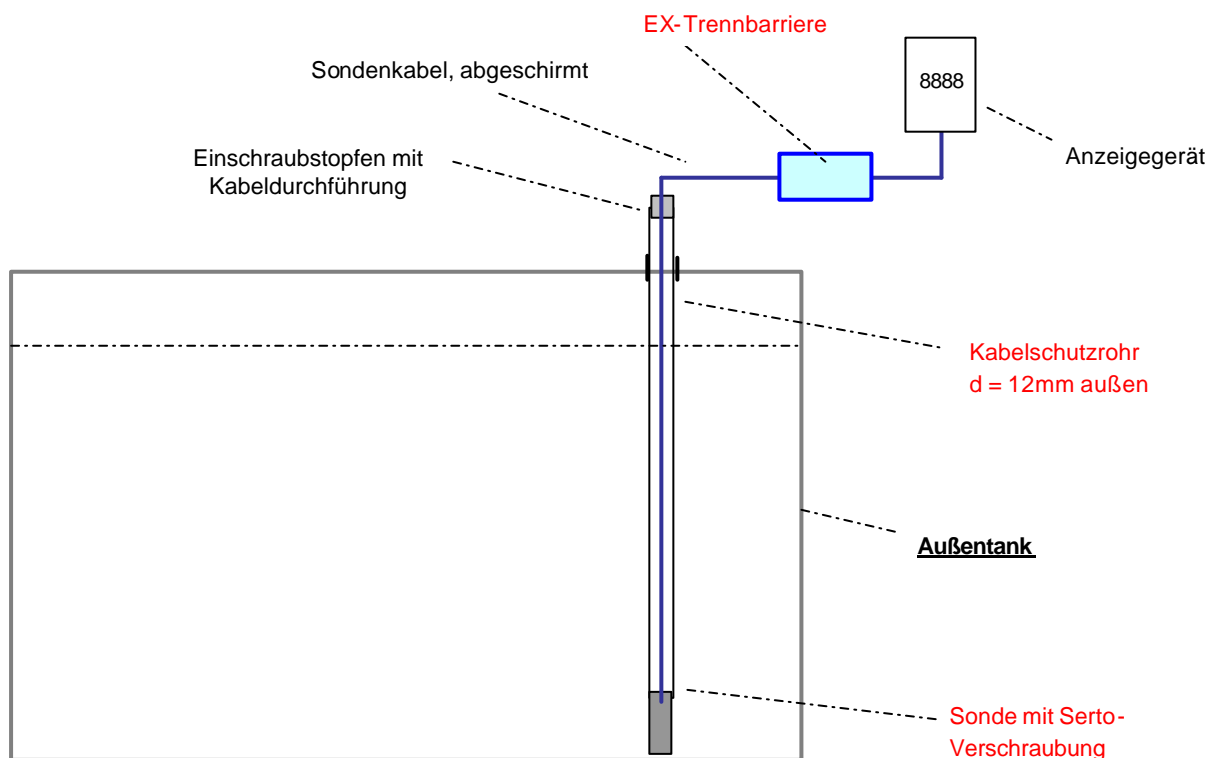 EX-Trennbarriere
8888
Sondenkabel, abgeschirmt
Anzeigegerät
Einschraubstopfen mit
Kabeldurchführung
Kabelschutzrohr
d = 12mm außen
Außentank
Sonde mit Serto-
Verschraubung